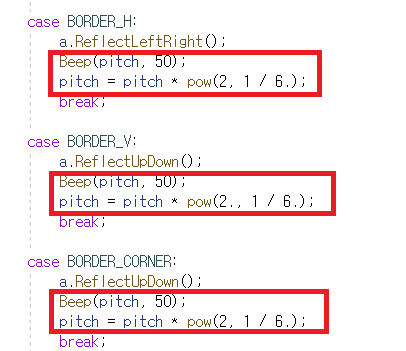 case BORDER_H:
a.ReflectLeftRight();
Beep(pitch, 50);
pitch = pitch * pow(2, 1 / 6.);
break;
case BORDER_V:
a.ReflectUpDown();
Beep(pitch, 50);
pitch = pitch * pow(2., 1 / 6.);
break;
case BORDER_CORNER:
a.ReflectUpDown();
Beep(pitch, 50);
pitch = pitch * pow(2, 1 / 6.);
break;